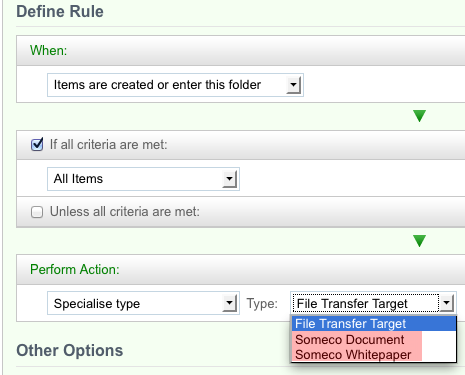 Define Rule
When:
Items are created or enter this folder
If all criteria are met:
All Items
Unless all criteria are met:
Perform Action:
Specialise type Type: File Transfer Target
File Transfer Target
Someco Document
Someco Whitepaper
Other Options